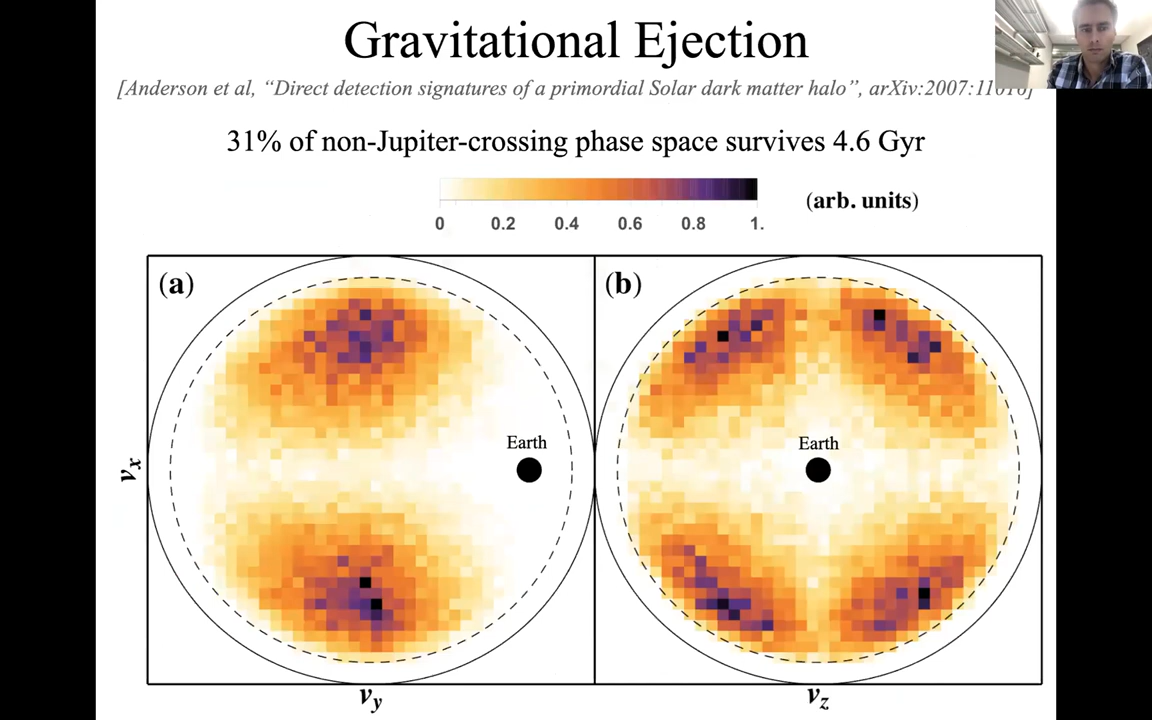 Gravitational Ejection
[Anderson et al, “Direct detection signatures of a primordial Solar dark matter halo”, arXiv:2007:11016]
31% of non-Jupiter-crossing phase space survives 4.6 Gyr
(arb. units)
0 0.2 0.4 0.6 0.8 1.
(a) (b)
Earth Earth
vx
vy vz